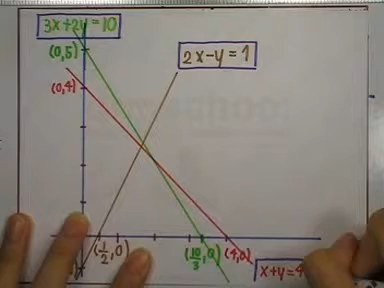 3x+2y=10
(0,5)
2x-y=1
(0,4)
(1/2,0)
(10/3,0)
(4,0)
x+y=4